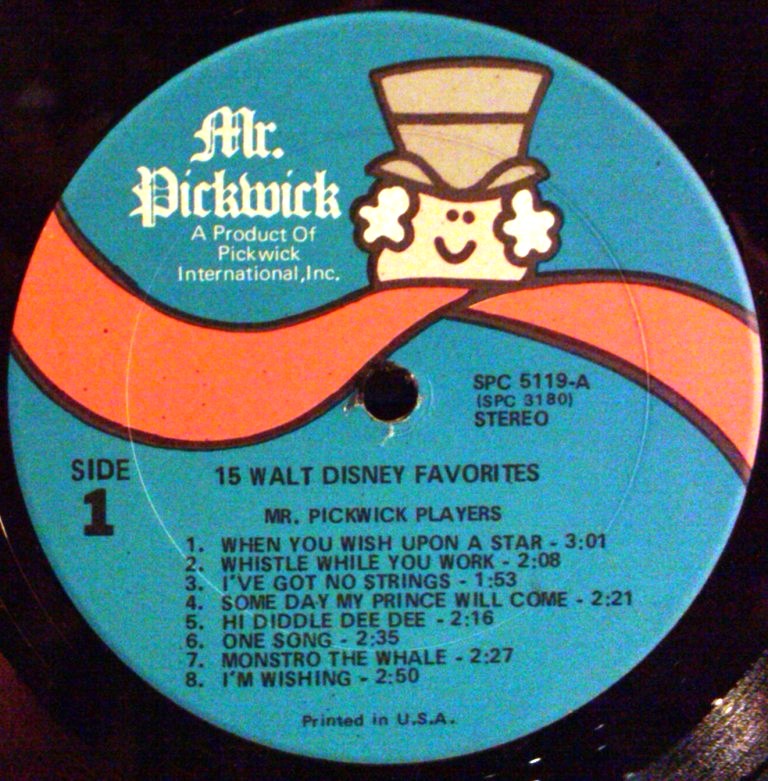 Mr.
Pickwick
A Product Of
Pickwick
International,Inc.
SPC 5119-A
(SPC 3180)
STEREO
SIDE
1
15 WALT DISNEY FAVORITES
MR. PICKWICK PLAYERS
1. WHEN YOU WISH UPON A STAR - 3:01
2. WHISTLE WHILE YOU WORK - 2:08
3. I'VE GOT NO STRINGS - 1:53
4. SOME DAY MY PRINCE WILL COME - 2:21
5. HI DIDDLE DEE DEE - 2:16
6. ONE SONG - 2:35
7. MONSTRO THE WHALE - 2:27
8. I'M WISHING - 2:50
Printed in U.S.A.